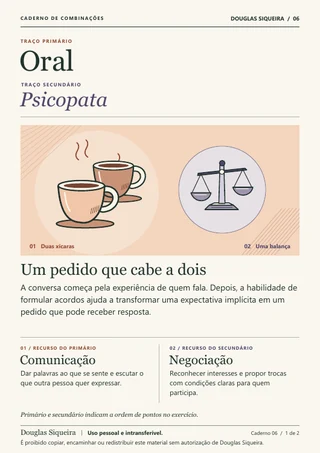 CADERNO DE COMBINAÇÕES
DOUGLAS SIQUEIRA / 06
TRAÇO PRIMÁRIO
Oral
TRAÇO SECUNDÁRIO
Psicopata
01 Duas xícaras
02 Uma balança
Um pedido que cabe a dois
A conversa começa pela experiência de quem fala. Depois, a habilidade de
formular acordos ajuda a transformar uma expectativa implícita em um
pedido que pode receber resposta.
01 / RECURSO DO PRIMÁRIO
Comunicação
Dar palavras ao que se sente e escutar o
que outra pessoa quer expressar.
02 / RECURSO DO SECUNDÁRIO
Negociação
Reconhecer interesses e propor trocas
com condições claras para quem
participa.
Primário e secundário indicam a ordem de pontos no exercício.
Douglas Siqueira | Uso pessoal e intransferível.
Caderno 06 / 1 de 2
É proibido copiar, encaminhar ou redistribuir este material sem autorização de Douglas Siqueira.